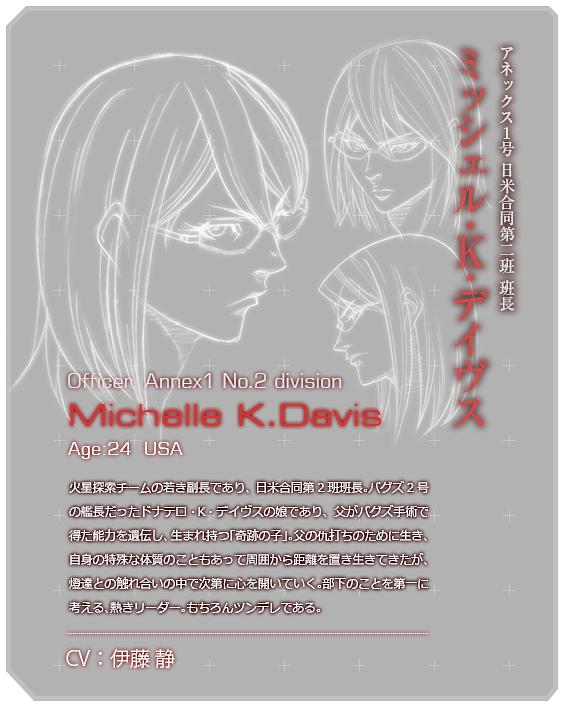 アネックス1号 日米合同第二班 班長
ミッシェル・K・デイヴス
Officer, Annex1 No.2 division
Michelle K.Davis
Age:24 USA
火星探索チームの若き副長であり、日米合同第２班班長。バグズ２号
の艦長だったドナテロ・K・デイヴスの娘であり、父がバグズ手術で
得た能力を遺伝し、生まれ持つ「奇跡の子」。父の仇打ちのために生き、
自身の特殊な体質のこともあって周囲から距離を置き生きてきたが、
燈達との触れ合いの中で次第に心を開いていく。部下のことを第一に
考える、熱きリーダー。もちろんツンデレである。
CV：伊藤 静